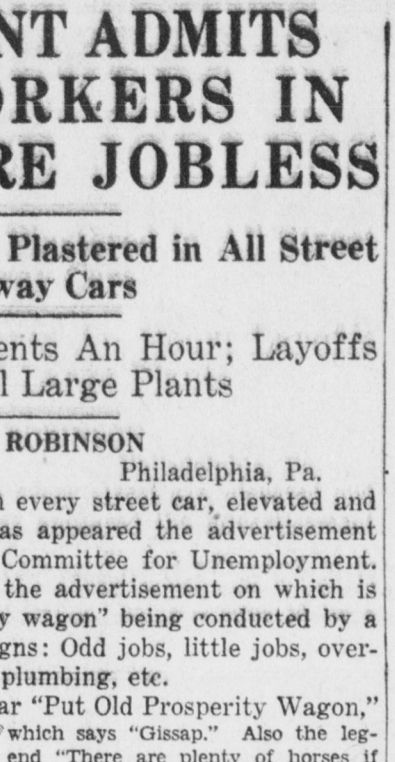 NT ADMITS
ORKERS IN
RE JOBLESS
Plastered in All Street
way Cars
ents An Hour; Layoffs
l Large Plants
ROBINSON
Philadelphia, Pa.
n every street car, elevated and
as appeared the advertisement
Committee for Unemployment.
the advertisement on which is
y wagon" being conducted by a
gns: Odd jobs, little jobs, over-
plumbing, etc.
ar "Put Old Prosperity Wagon,"
which says "Gissap." Also the leg-
end "There are plenty of horses if